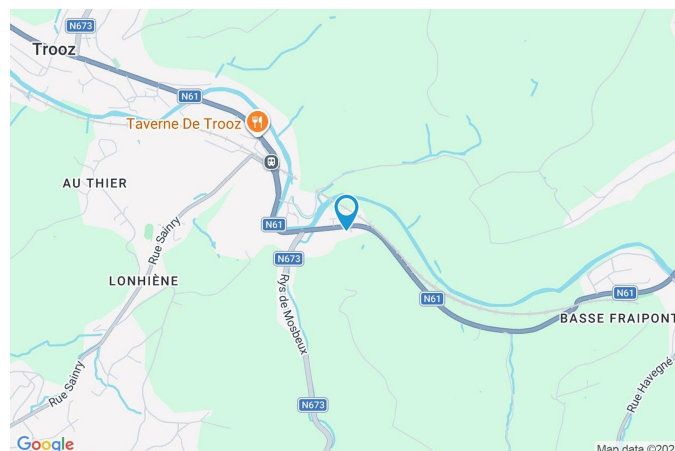 N673
Trooz
N61
Taverne De Trooz
AU THIER
Rue Sainry
N61
N673
LONHIÈNE
Rys de Mosbeux
N61
N61
BASSE FRAIPONT
Rue Sainry
N673
Rue Havegné
Google
Map data ©202